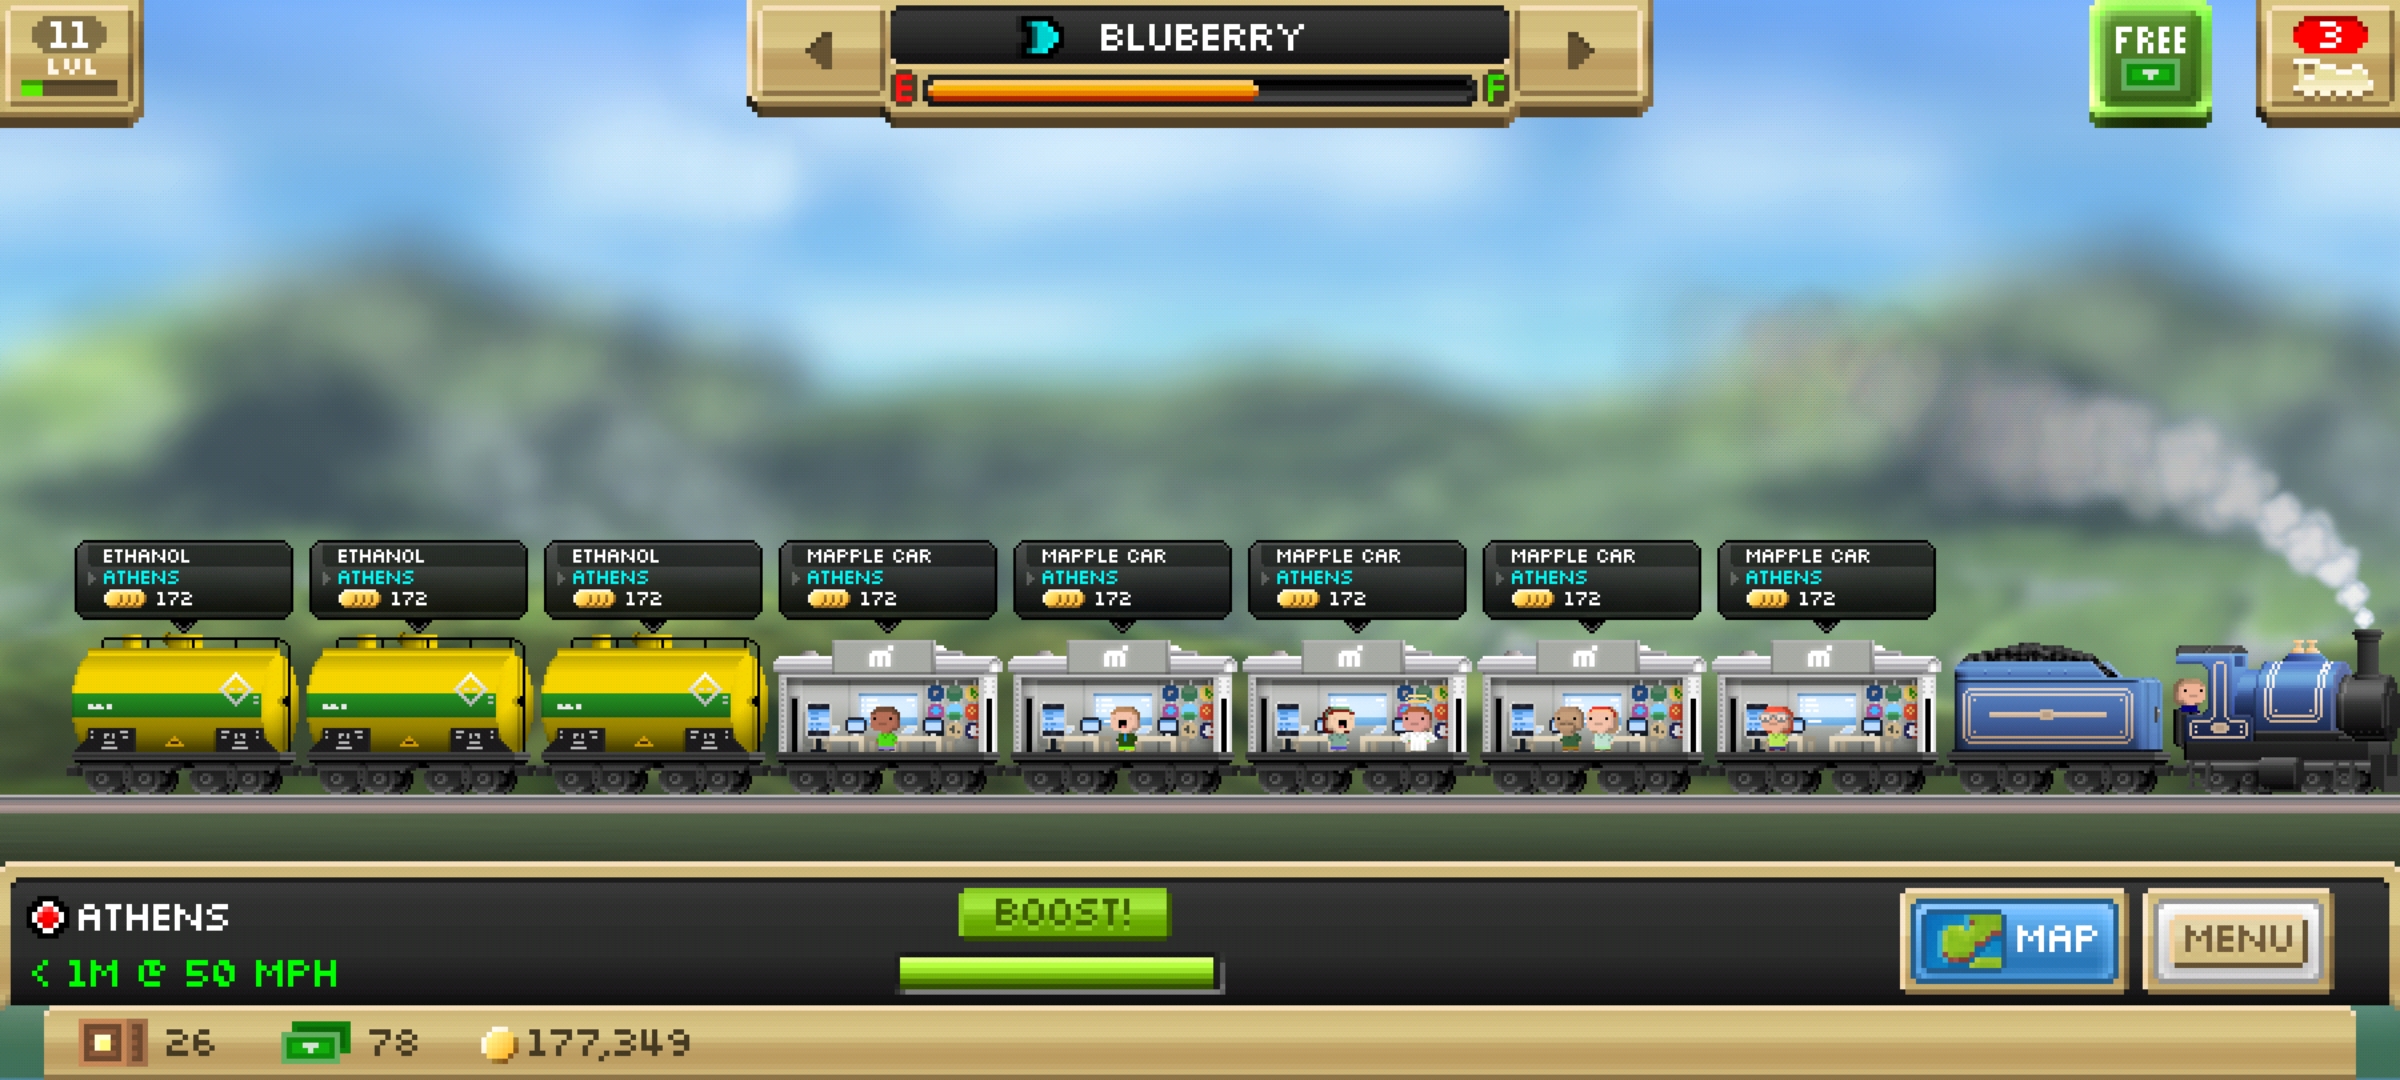 11
LVL
BLUBERRY
E
F
FREE
3
ETHANOL
ATHENS
172
ETHANOL
ATHENS
172
ETHANOL
ATHENS
172
MAPPLE CAR
ATHENS
172
MAPPLE CAR
ATHENS
172
MAPPLE CAR
ATHENS
172
MAPPLE CAR
ATHENS
172
MAPPLE CAR
ATHENS
172
m
m
m
m
m
ATHENS
< 1M @ 50 MPH
BOOST!
MAP
MENU
26
78
177,349